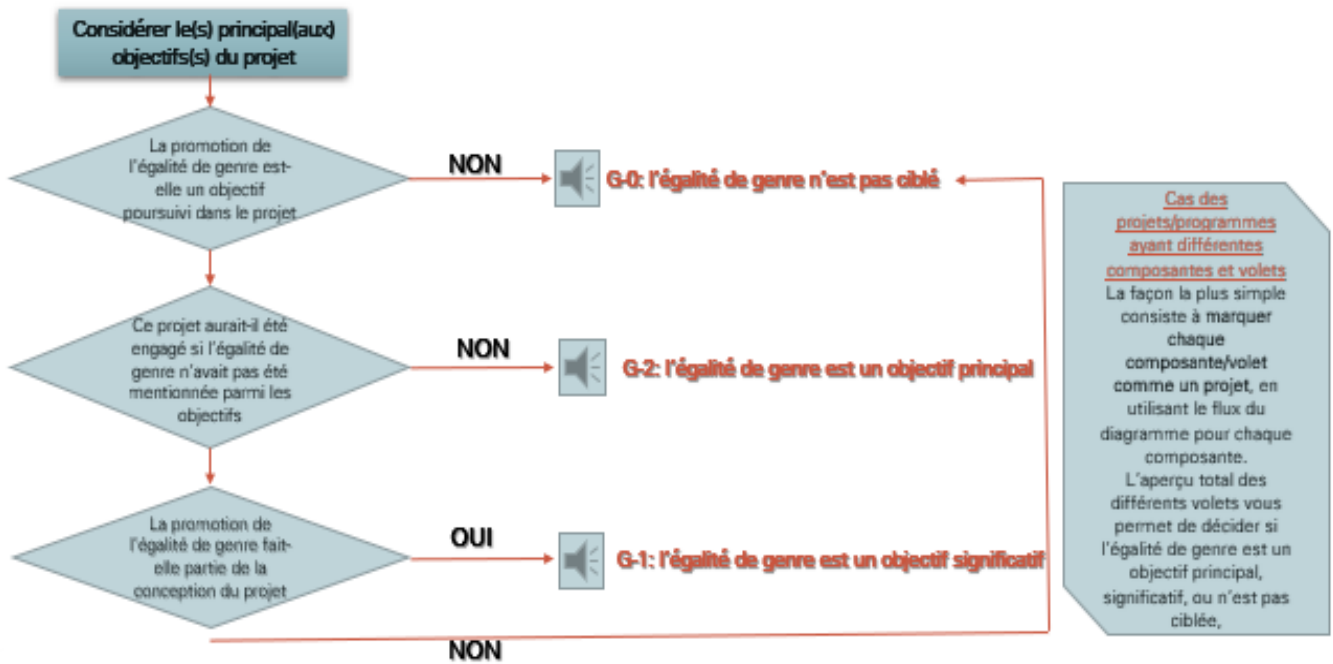 Considérer le(s) principal(aux)
objectifs(s) du projet
La promotion de
l'égalité de genre est-
elle un objectif
poursuivi dans le projet
NON
G-0: l'égalité de genre n'est pas ciblé
Ce projet aurait-il été
engagé si l'égalité de
genre n'avait pas été
mentionnée parmi les
objectifs
NON
G-2: l'égalité de genre est un objectif principal
La promotion de
l'égalité de genre fait-
elle partie de la
conception du projet
OUI
G-1: l'égalité de genre est un objectif significatif
NON
Cas des
projets/programmes
ayant différentes
composantes et volets
La façon la plus simple
consiste à marquer
chaque
composante/volet
comme un projet, en
utilisant le flux du
diagramme pour chaque
composante.
L'aperçu total des
différents volets vous
permet de décider si
l'égalité de genre est un
objectif principal,
significatif, ou n'est pas
ciblée,